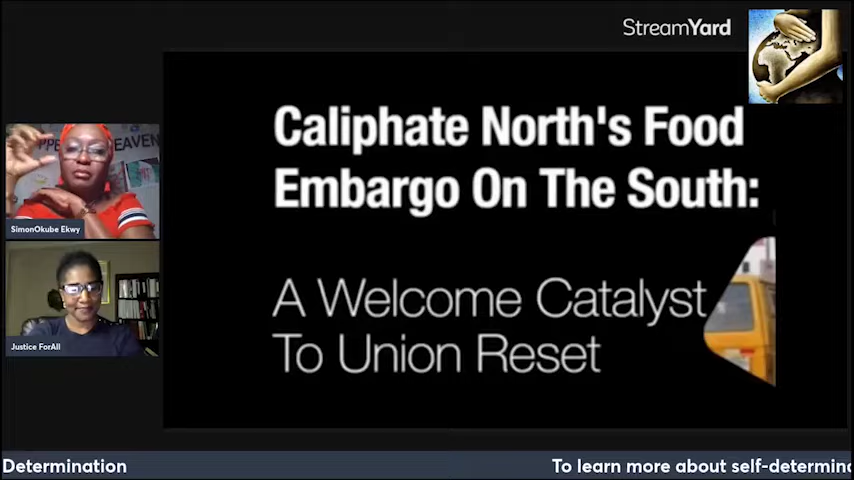 StreamYard
Caliphate North's Food
Embargo On The South:
A Welcome Catalyst
To Union Reset
EAVEN
SimonOkube Ekwy
Justice ForAll
Determination
To learn more about self-determina